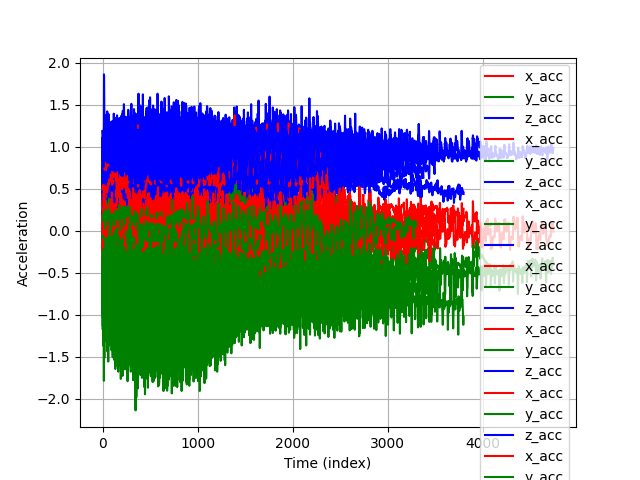 2.0
1.5
1.0
0.5
0.0
−0.5
−1.0
−1.5
−2.0
Acceleration
0
1000
2000
3000
4000
Time (index)
x_acc
y_acc
z_acc
x_acc
y_acc
z_acc
x_acc
y_acc
z_acc
x_acc
y_acc
z_acc
x_acc
y_acc
z_acc
x_acc
y_acc
z_acc
x_acc
y_acc